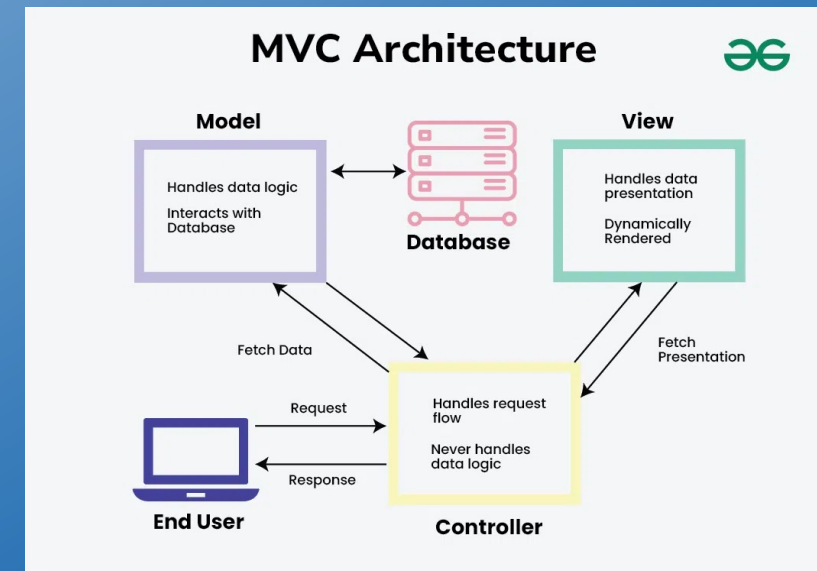 MVC Architecture
Model
View
Handles data logic
Interacts with
Database
Database
Handles data
presentation
Dynamically
Rendered
Fetch Data
Fetch
Presentation
Request
Response
Handles request
flow
Never handles
data logic
End User
Controller